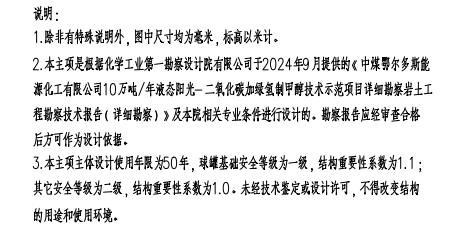 说明：
1.除非有特殊说明外，图中尺寸均为毫米，标高以米计。
2.本主项是根据化学工业第一勘察设计院有限公司于2024年9月提供的《中煤鄂尔多斯能
源化工有限公司10万吨/年液态阳光—二氧化碳加绿氢制甲醇技术示范项目详细勘察岩土工
程勘察技术报告（详细勘察）》及本院相关专业条件进行设计的。勘察报告应经审查合格
后方可作为设计依据。
3.本主项主体设计使用年限为50年，球罐基础安全等级为一级，结构重要性系数为1.1；
其它安全等级为二级，结构重要性系数为1.0。未经技术鉴定或设计许可，不得改变结构
的用途和使用环境。